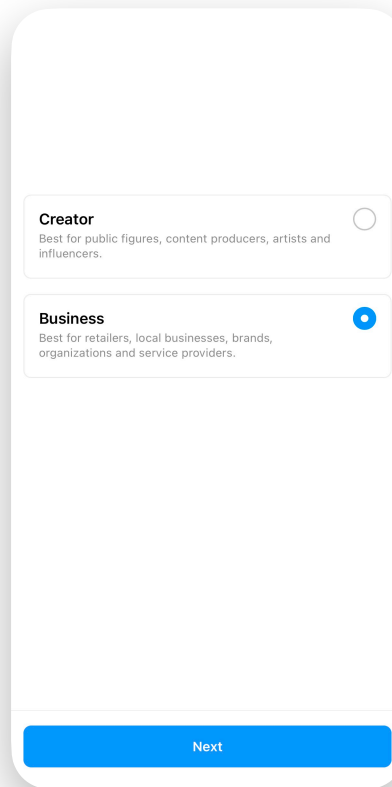 Creator
Best for public figures, content producers, artists and
influencers.
Business
Best for retailers, local businesses, brands,
organizations and service providers.
Next